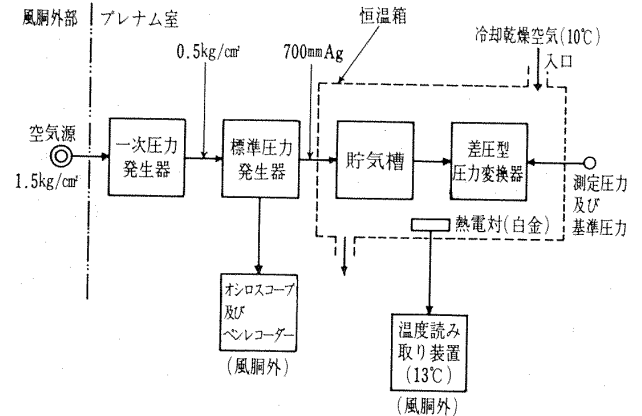 風胴外部
プレナム室
恒温箱
冷却乾燥空気(10℃)
入口
0.5kg/cm²
700mmAg
空気源
1.5kg/cm²
一次圧力
発生器
標準圧力
発生器
貯気槽
差圧型
圧力変換器
測定圧力
及び
基準圧力
熱電対(白金)
オシロスコープ
及び
ペンレコーダー
(風胴外)
温度読み
取り装置
(13℃)
(風胴外)